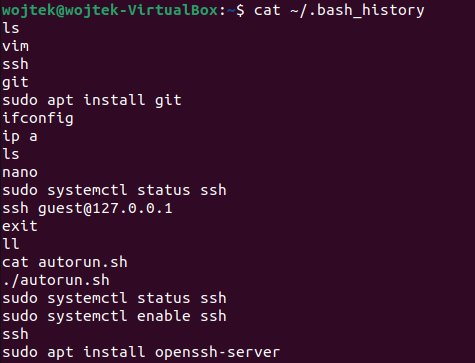 wojtek@wojtek-VirtualBox:~$ cat ~/.bash_history
ls
vim
ssh
git
sudo apt install git
ifconfig
ip a
ls
nano
sudo systemctl status ssh
ssh guest@127.0.0.1
exit
ll
cat autorun.sh
./autorun.sh
sudo systemctl status ssh
sudo systemctl enable ssh
ssh
sudo apt install openssh-server